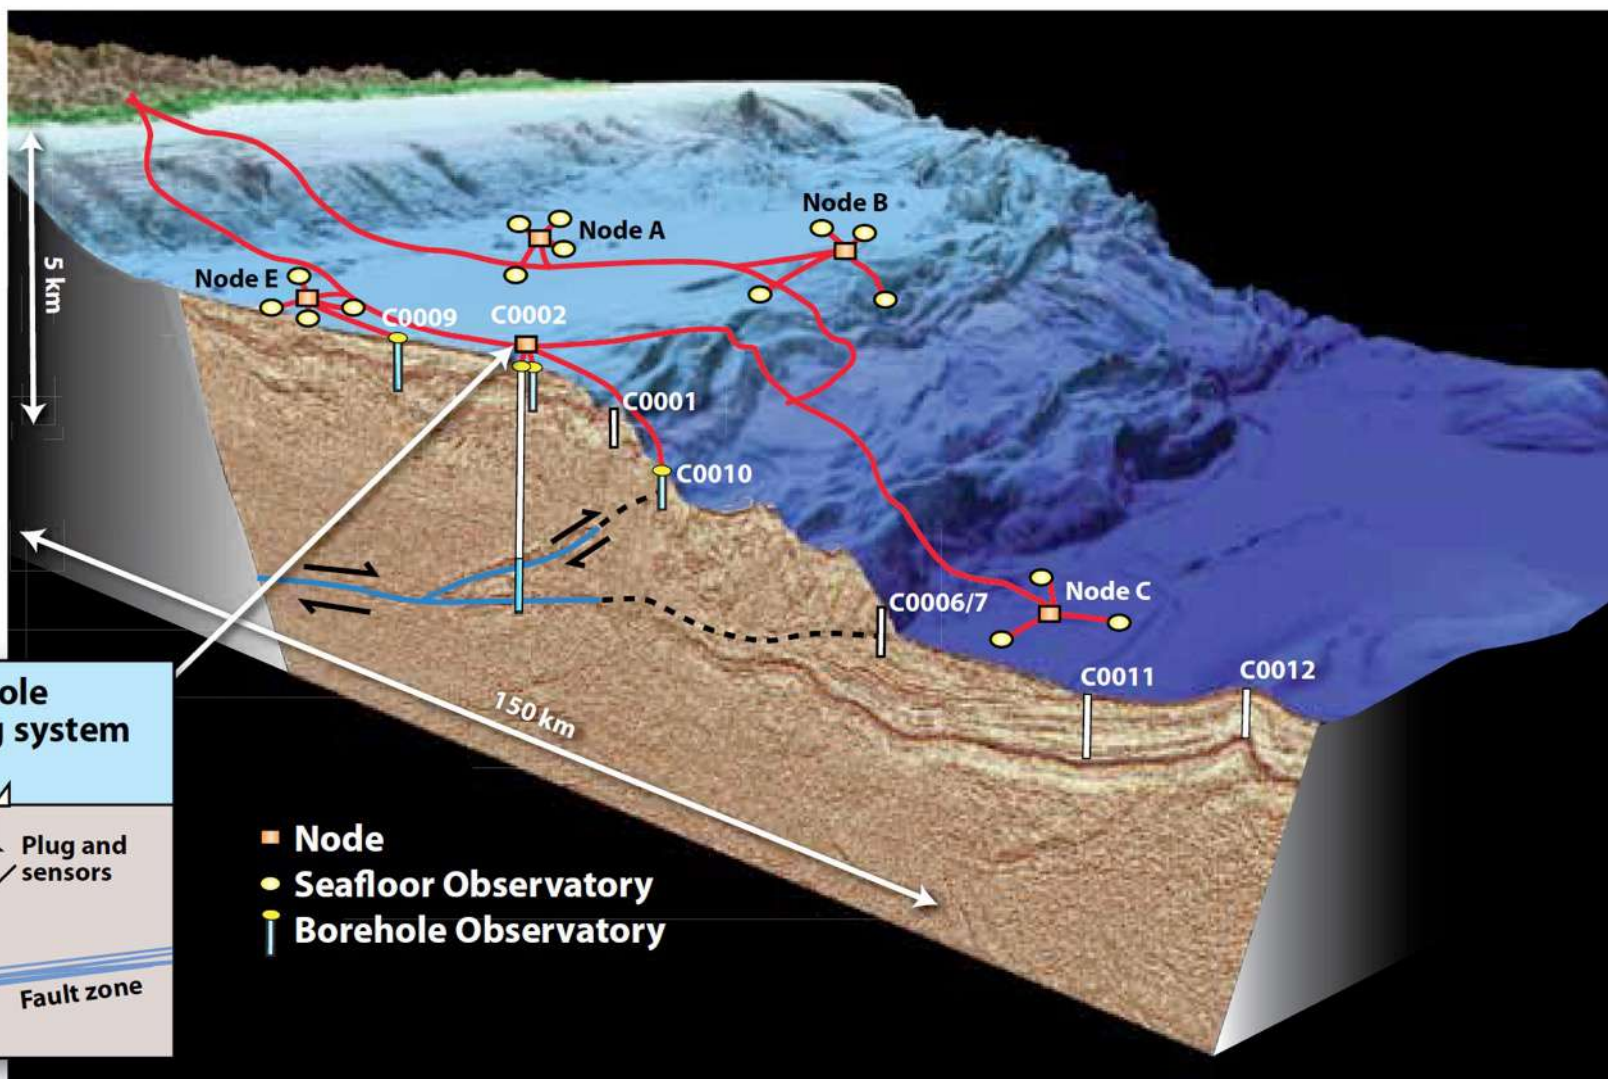 Node B
Node A
Node E
5 km
C0009
C0002
C0001
C0010
Node C
C0006/7
C0011
C0012
150 km
system
Plug and
sensors
Fault zone
Node
Seafloor Observatory
Borehole Observatory